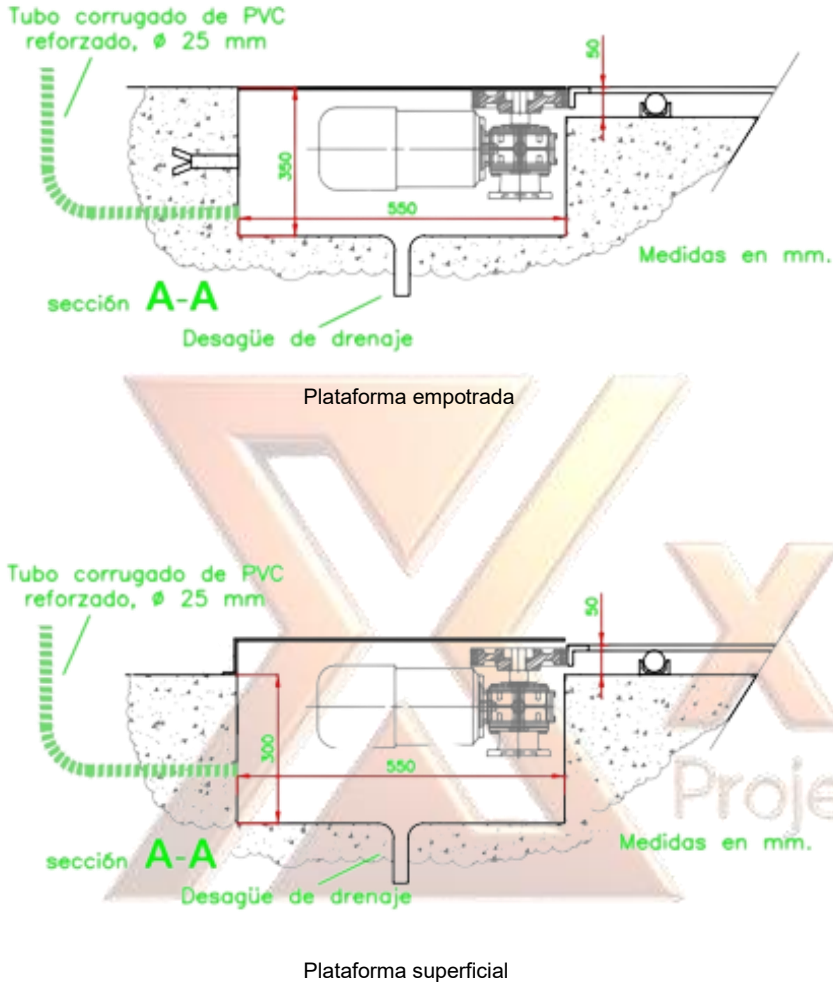 Tubo corrugado de PVC
reforzado, ø 25 mm
50
350
550
Medidas en mm.
sección A-A
Desagüe de drenaje
Plataforma empotrada
Tubo corrugado de PVC
reforzado, ø 25 mm
50
300
550
X
Proje
Medidas en mm.
sección A-A
Desagüe de drenaje
Plataforma superficial